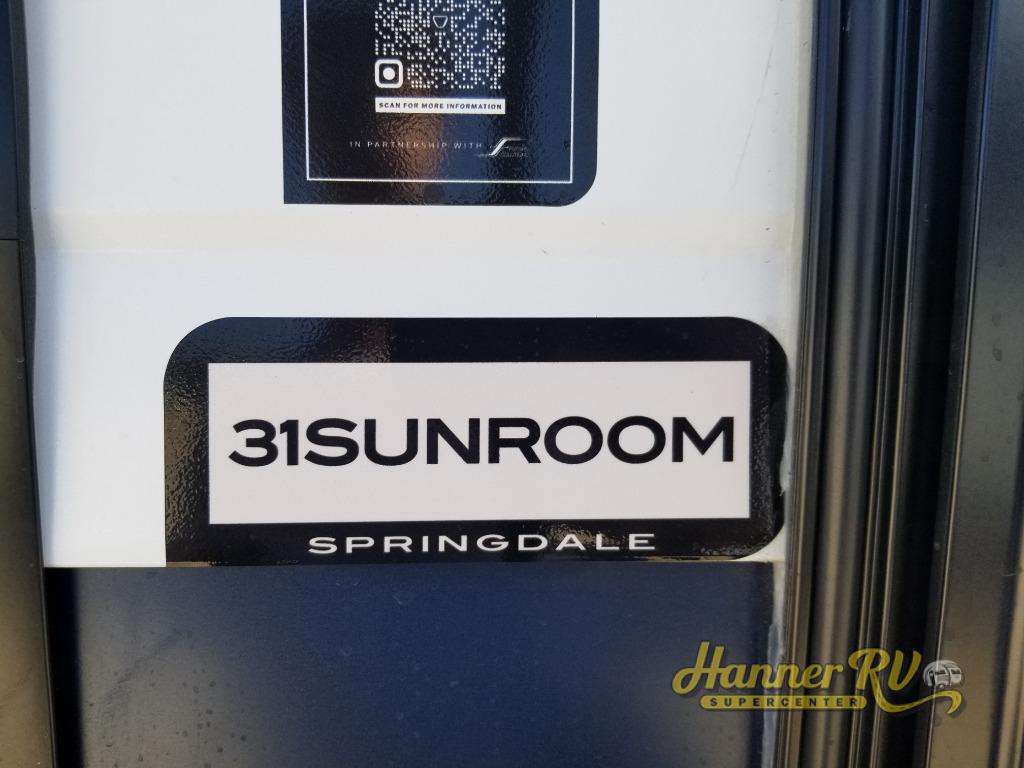 SCAN FOR MORE INFORMATION
IN PARTNERSHIP WITH
31SUNROOM
SPRINGDALE
Hanner RV
SUPERCENTER